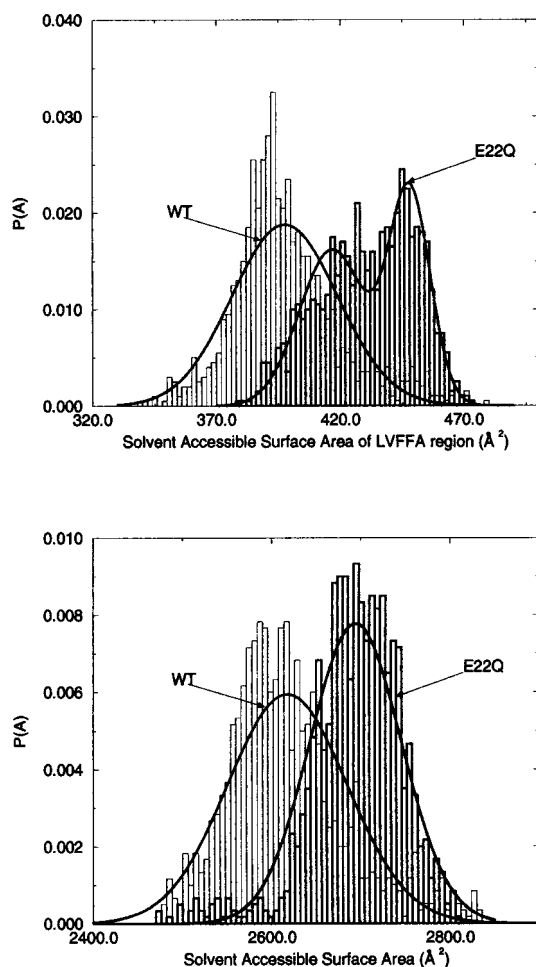 0.040
0.030
0.020
0.010
0.000
P(A)
WT
E22Q
320.0 370.0 420.0 470.0
Solvent Accessible Surface Area of LVFFA region (Å ²)
0.010
0.008
0.006
0.004
0.002
0.000
P(A)
WT
E22Q
2400.0 2600.0 2800.0
Solvent Accessible Surface Area (Å ²)